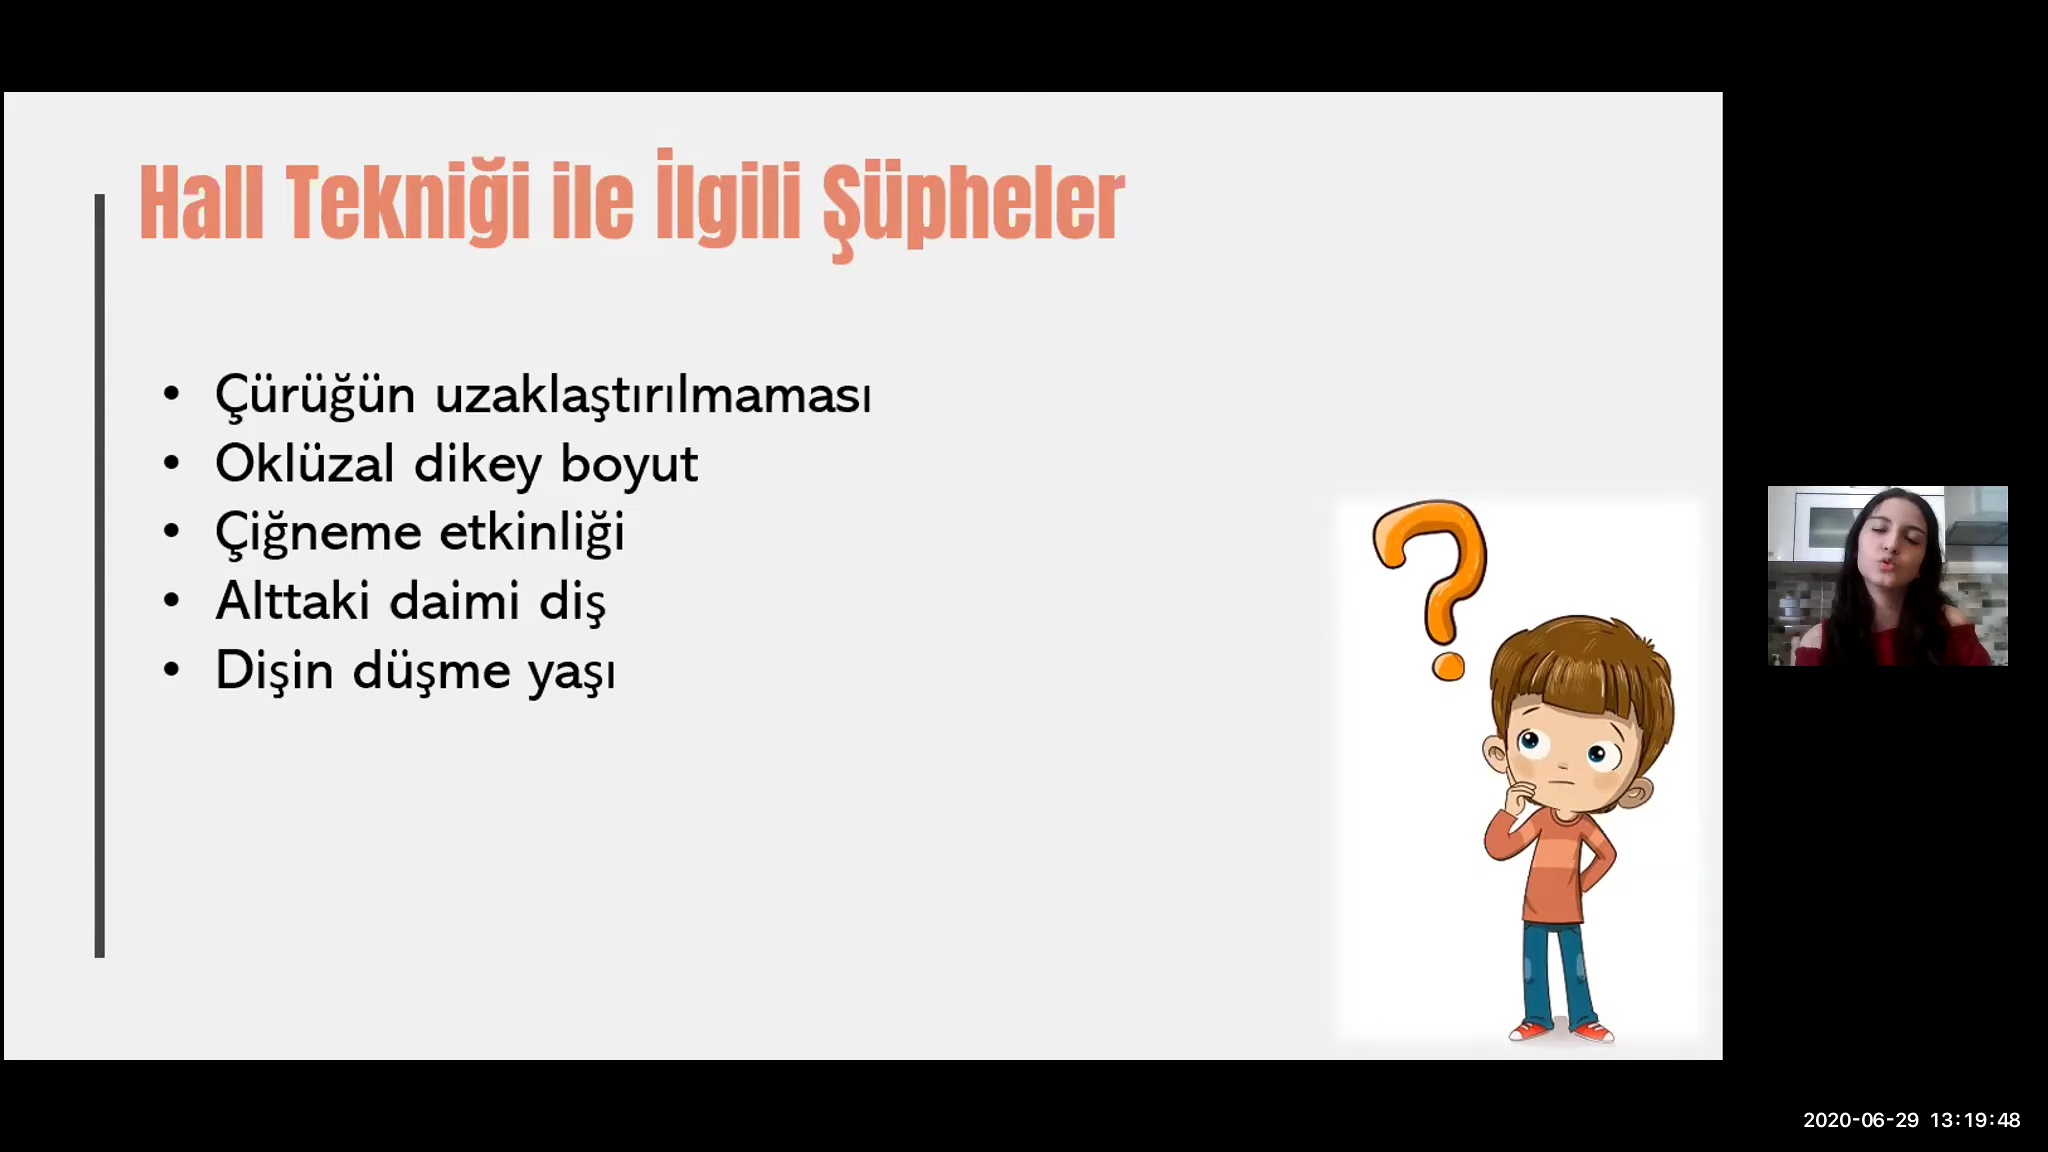 Hall Tekniği ile İlgili Şüpheler
• Çürüğün uzaklaştırılmaması
• Oklüzal dikey boyut
• Çiğneme etkinliği
• Alttaki daimi diş
• Dişin düşme yaşı
2020-06-29 13:19:48